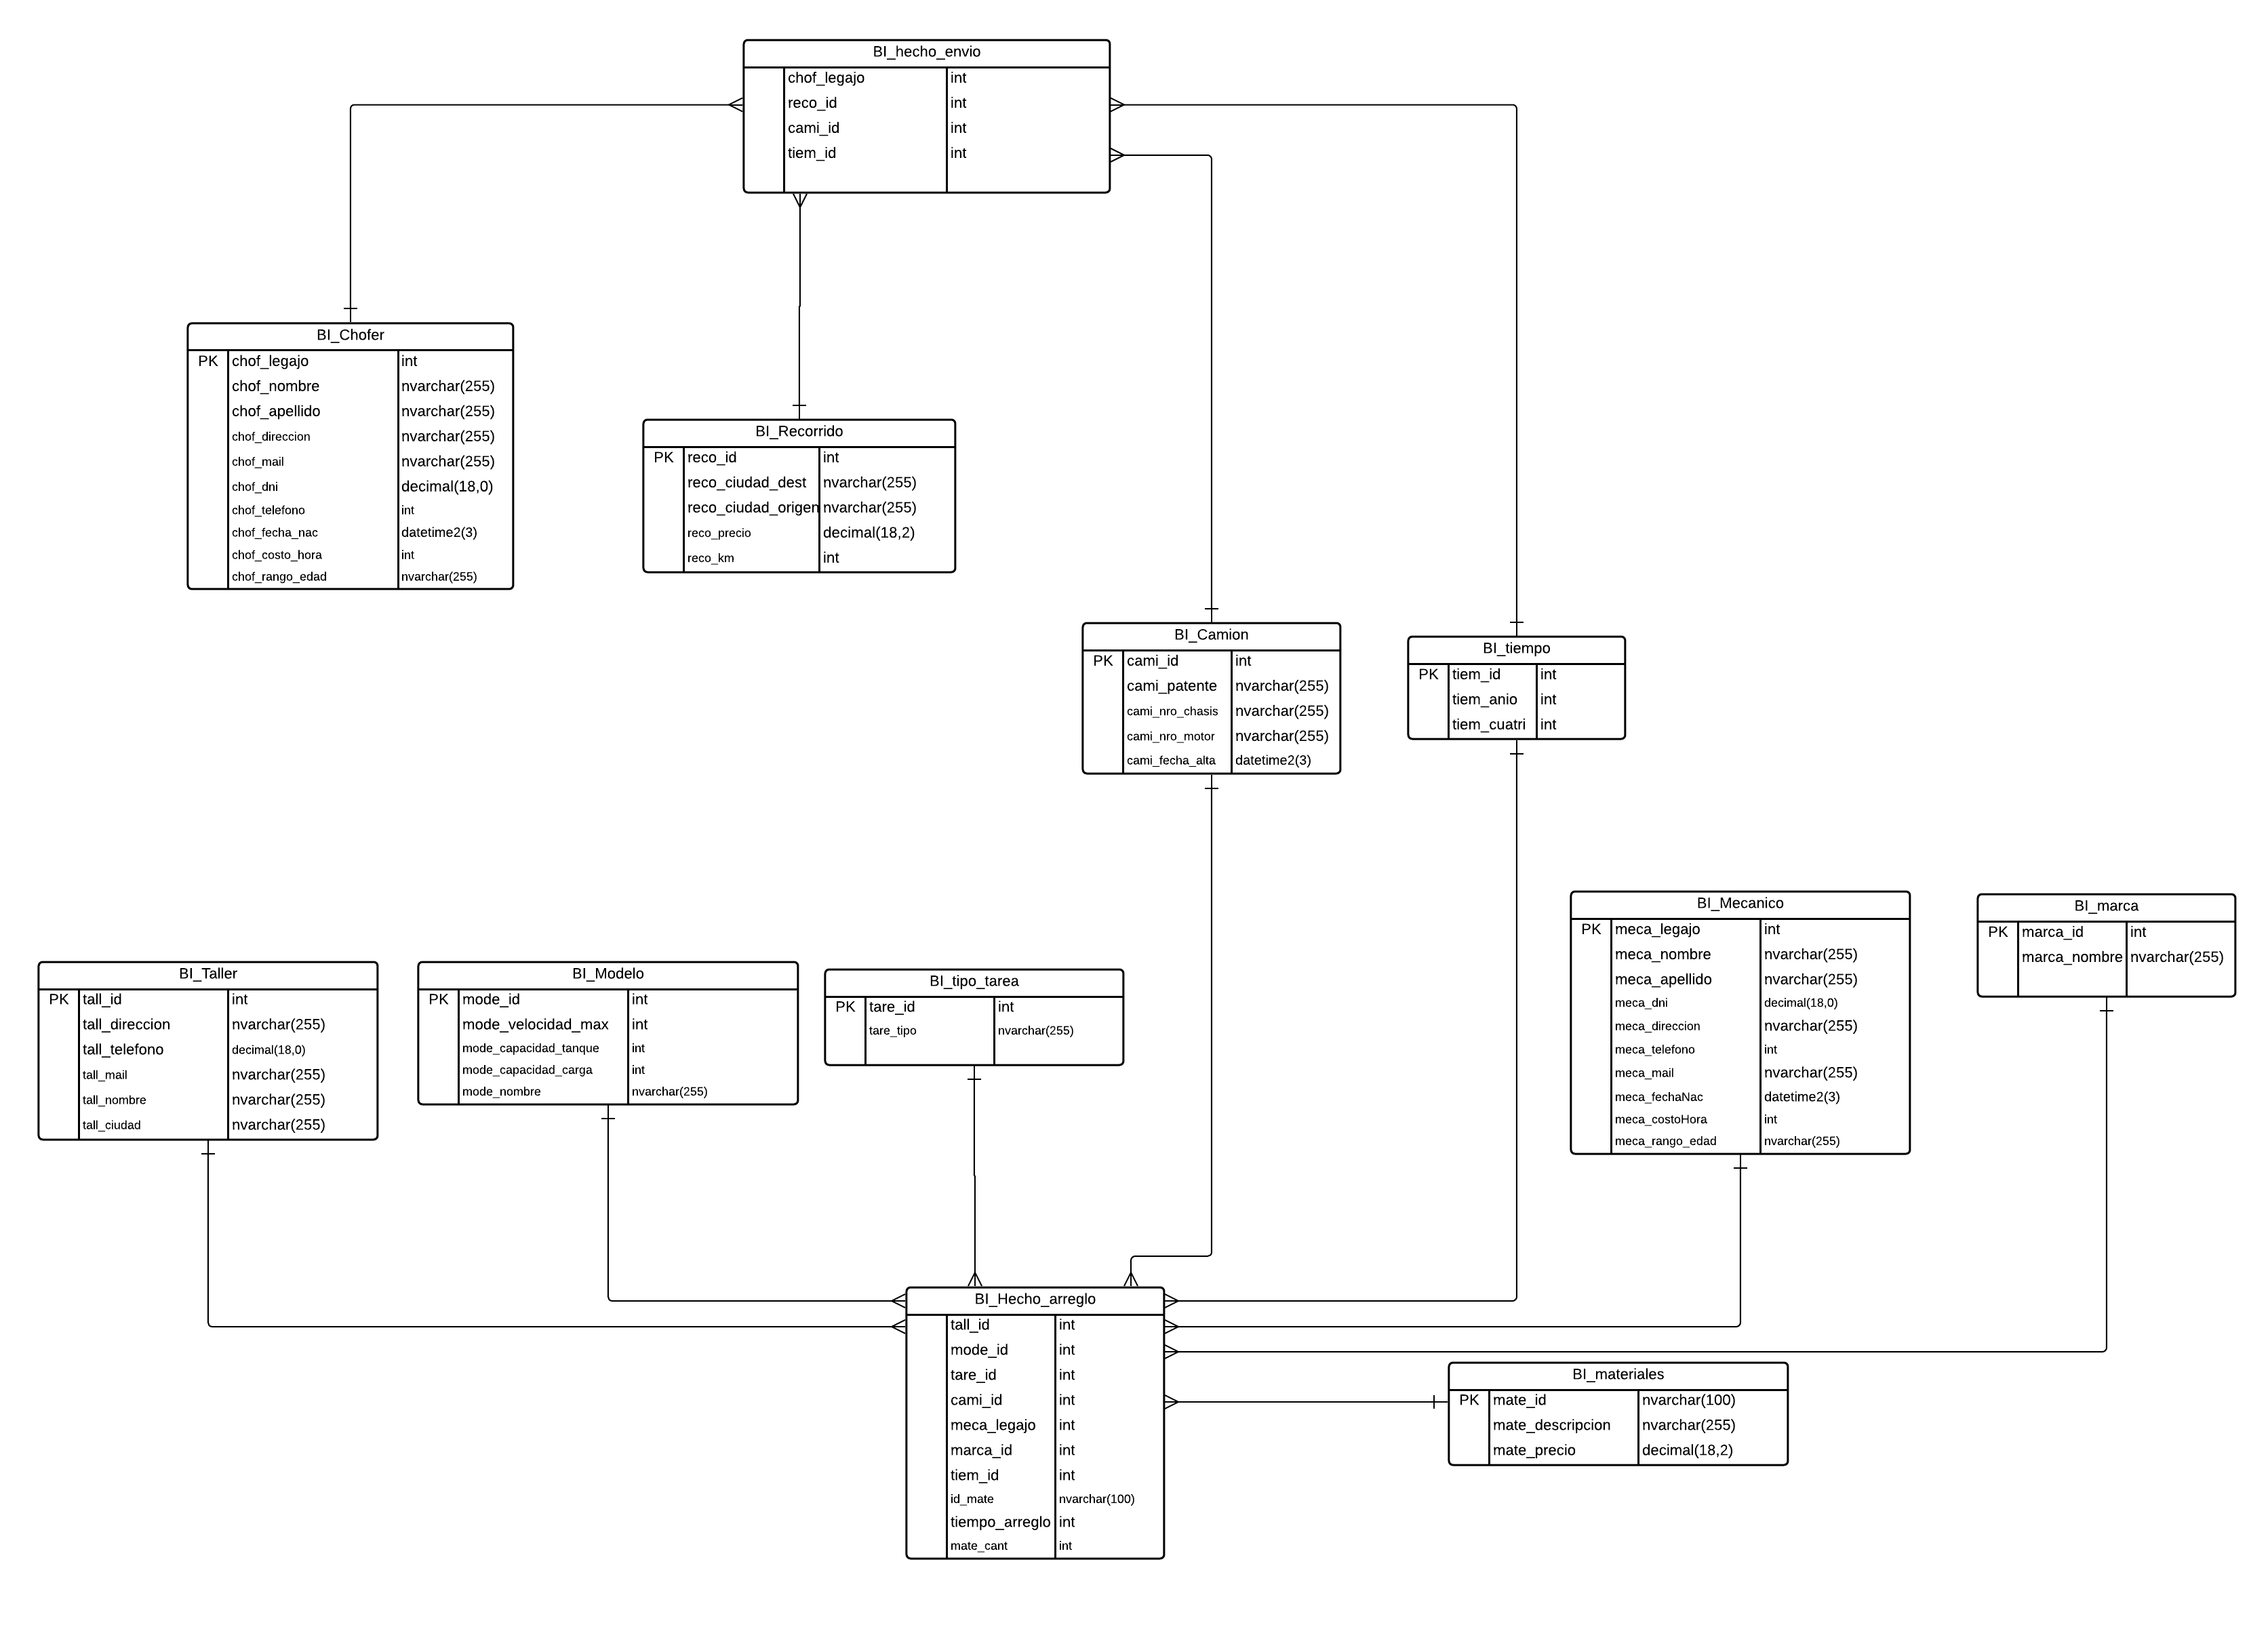 BI_hecho_envio
chof_legajo int
reco_id int
cami_id int
tiem_id int
BI_Chofer
PK chof_legajo int
chof_nombre nvarchar(255)
chof_apellido nvarchar(255)
chof_direccion nvarchar(255)
chof_mail nvarchar(255)
chof_dni decimal(18,0)
chof_telefono int
chof_fecha_nac datetime2(3)
chof_costo_hora int
chof_rango_edad nvarchar(255)
BI_Recorrido
PK reco_id int
reco_ciudad_dest nvarchar(255)
reco_ciudad_origen nvarchar(255)
reco_precio decimal(18,2)
reco_km int
BI_Camion
PK cami_id int
cami_patente nvarchar(255)
cami_nro_chasis nvarchar(255)
cami_nro_motor nvarchar(255)
cami_fecha_alta datetime2(3)
BI_tiempo
PK tiem_id int
tiem_anio int
tiem_cuatri int
BI_Taller
PK tall_id int
tall_direccion nvarchar(255)
tall_telefono decimal(18,0)
tall_mail nvarchar(255)
tall_nombre nvarchar(255)
tall_ciudad nvarchar(255)
BI_Modelo
PK mode_id int
mode_velocidad_max int
mode_capacidad_tanque int
mode_capacidad_carga int
mode_nombre nvarchar(255)
BI_tipo_tarea
PK tare_id int
tare_tipo nvarchar(255)
BI_Mecanico
PK meca_legajo int
meca_nombre nvarchar(255)
meca_apellido nvarchar(255)
meca_dni decimal(18,0)
meca_direccion nvarchar(255)
meca_telefono int
meca_mail nvarchar(255)
meca_fechaNac datetime2(3)
meca_costoHora int
meca_rango_edad nvarchar(255)
BI_marca
PK marca_id int
marca_nombre nvarchar(255)
BI_Hecho_arreglo
tall_id int
mode_id int
tare_id int
cami_id int
meca_legajo int
marca_id int
tiem_id int
id_mate nvarchar(100)
tiempo_arreglo int
mate_cant int
BI_materiales
PK mate_id nvarchar(100)
mate_descripcion nvarchar(255)
mate_precio decimal(18,2)